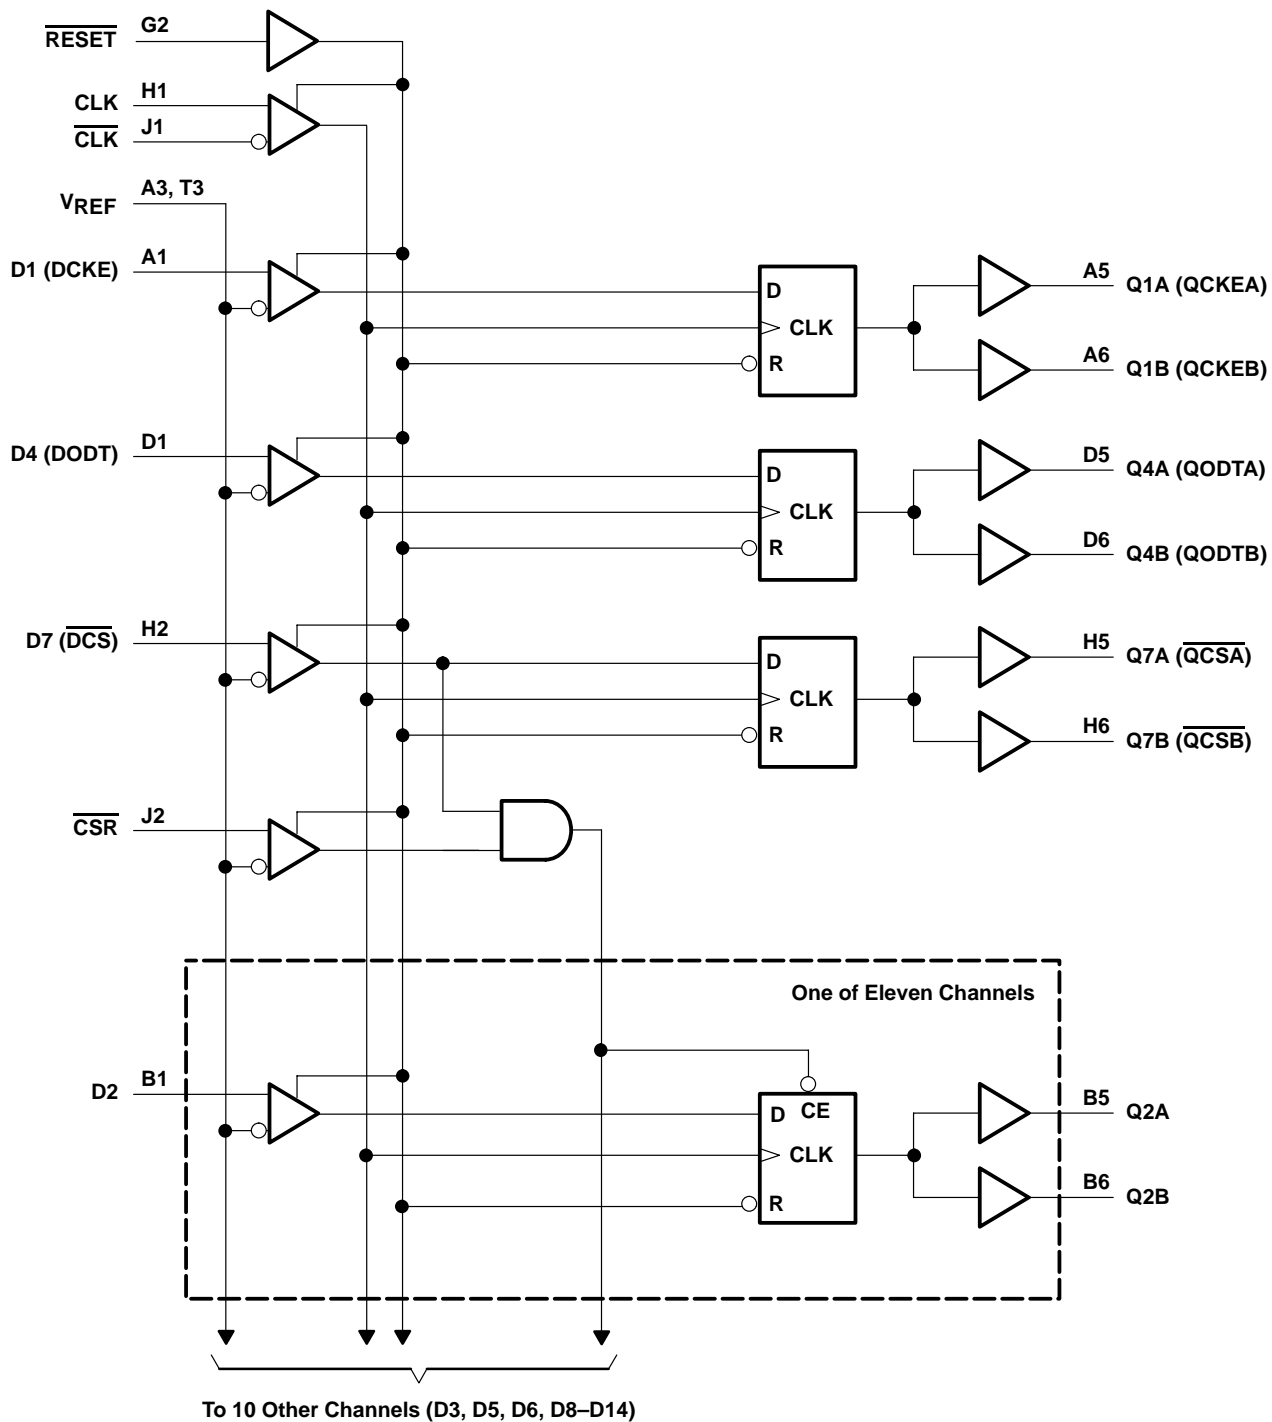 RESET G2
CLK H1
CLK J1
VREF A3, T3
D1 (DCKE) A1
D CLK R
A5 Q1A (QCKEA)
A6 Q1B (QCKEB)
D4 (DODT) D1
D CLK R
D5 Q4A (QODTA)
D6 Q4B (QODTB)
D7 (DCS) H2
D CLK R
H5 Q7A (QCSA)
H6 Q7B (QCSB)
CSR J2
One of Eleven Channels
D2 B1
D CE CLK R
B5 Q2A
B6 Q2B
To 10 Other Channels (D3, D5, D6, D8–D14)